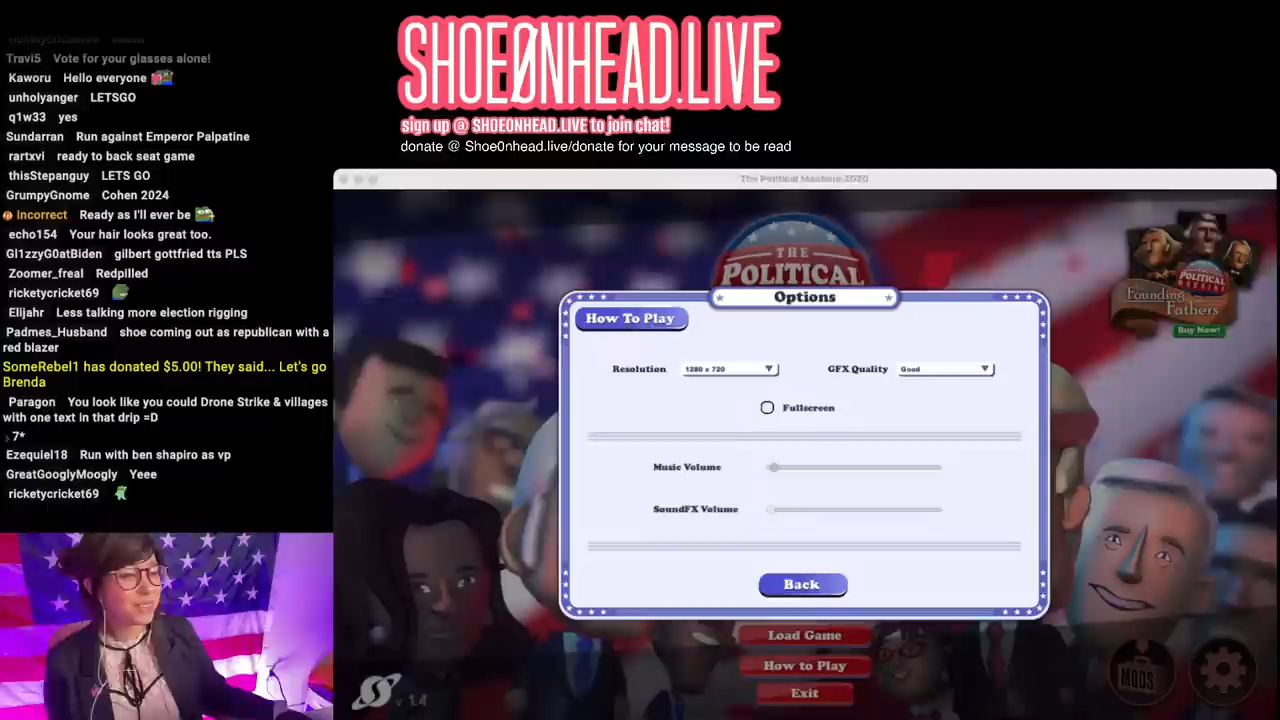 Travi5 Vote for your glasses alone!
Kaworu Hello everyone
unholyanger LETSGO
q1w33 yes
Sundarran Run against Emperor Palpatine
rartxvi ready to back seat game
thisStepanguy LETS GO
GrumpyGnome Cohen 2024
Incorrect Ready as I'll ever be
echo154 Your hair looks great too.
Gl1zzyG0atBiden gilbert gottfried tts PLS
Zoomer_freal Redpilled
ricketycricket69
Elijahr Less talking more election rigging
Padmes_Husband shoe coming out as republican with a
red blazer
SomeRebel1 has donated $5.00! They said... Let's go
Brenda
Paragon You look like you could Drone Strike & villages
with one text in that drip =D
7*
Ezequiel18 Run with ben shapiro as vp
GreatGooglyMoogly Yeee
ricketycricket69
SHOE0NHEAD.LIVE
sign up @ SHOE0NHEAD.LIVE to join chat!
donate @ Shoe0nhead.live/donate for your message to be read
The Political Machine 2020
THE
POLITICAL
Founding
Fathers
Buy Now!
Options
How To Play
Resolution 1280 x 720 GFX Quality Good
Fullscreen
Music Volume
SoundFX Volume
Back
Load Game
How to Play
Exit
MODS
v 1.4